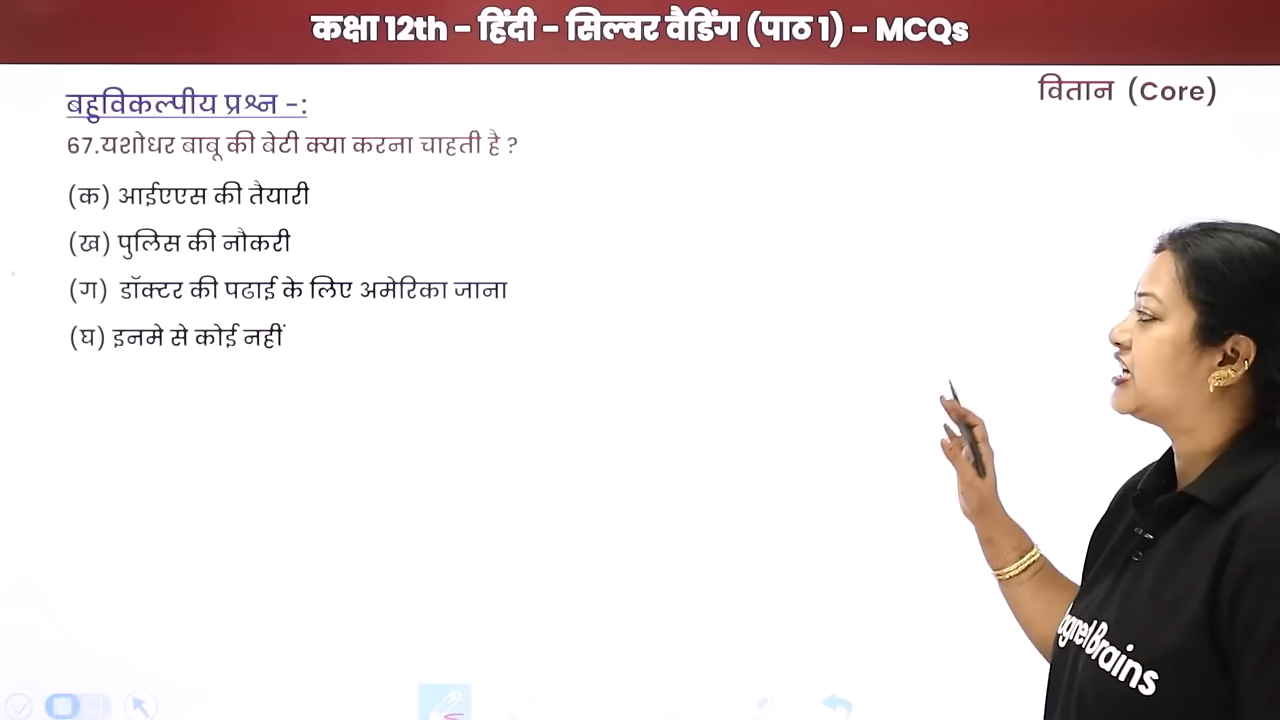 कक्षा 12th - हिंदी - सिल्वर वैडिंग (पाठ 1) - MCQs
वितान (Core)
बहुविकल्पीय प्रश्न -:
67.यशोधर बाबू की बेटी क्या करना चाहती है ?
(क) आईएएस की तैयारी
(ख) पुलिस की नौकरी
(ग) डॉक्टर की पढाई के लिए अमेरिका जाना
(घ) इनमे से कोई नहीं
Brains